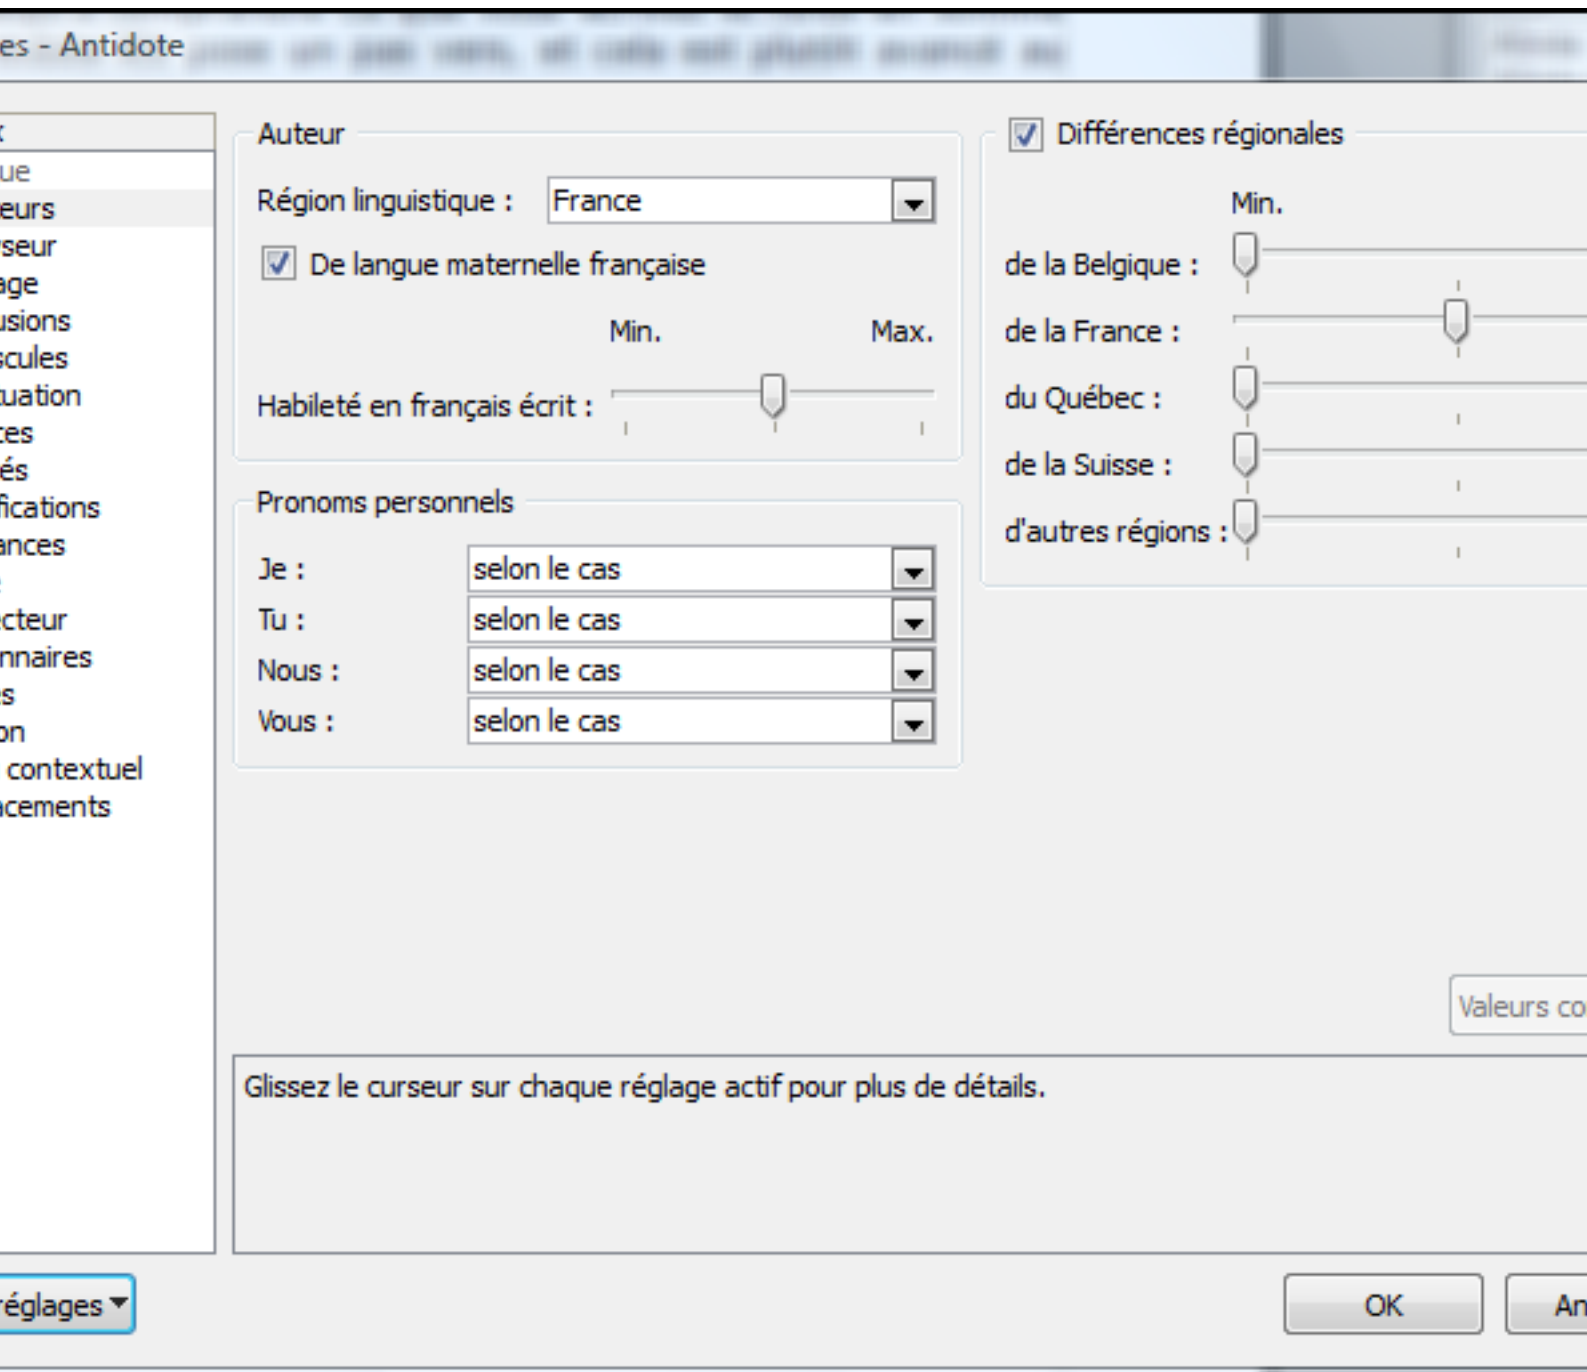 es - Antidote
ue
eurs
seur
age
usions
scules
tuation
ces
és
fications
ances
cteur
nnaires
s
on
contextuel
acements
réglages
Auteur
Région linguistique : France
De langue maternelle française
Min. Max.
Habileté en français écrit :
Pronoms personnels
Je : selon le cas
Tu : selon le cas
Nous : selon le cas
Vous : selon le cas
Différences régionales
Min.
de la Belgique :
de la France :
du Québec :
de la Suisse :
d'autres régions :
Valeurs co
Glissez le curseur sur chaque réglage actif pour plus de détails.
OK
An